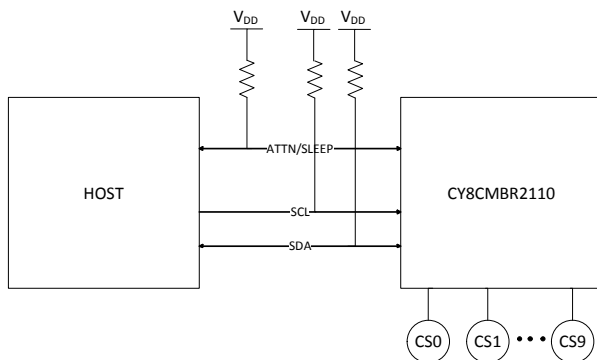 VDD VDD VDD
ATTN/SLEEP
HOST CY8CMBR2110
SCL
SDA
CS0 CS1 CS9